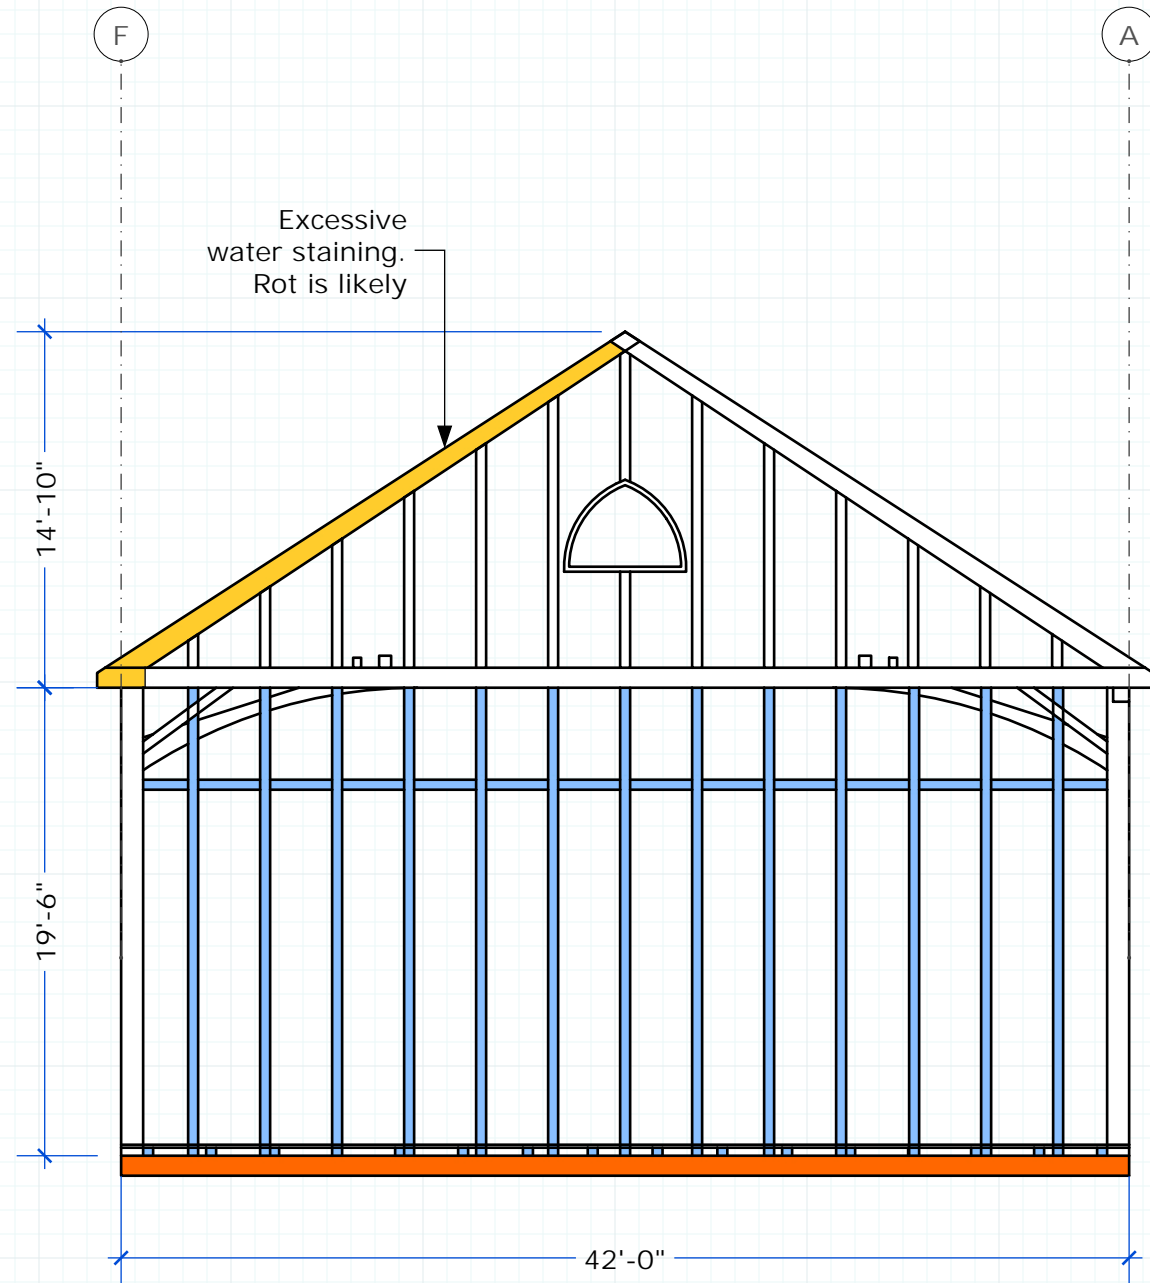 F
A
Excessive
water staining.
Rot is likely
14'-10"
19'-6"
42'-0"